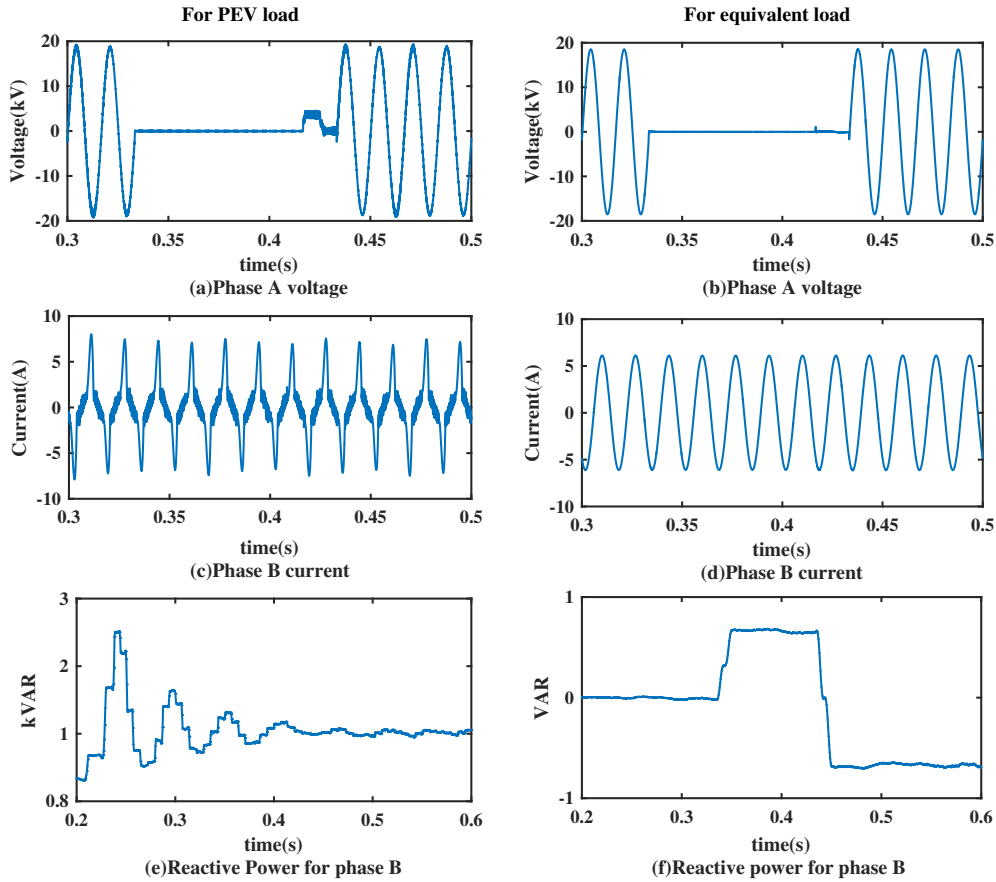 For PEV load
For equivalent load
20
10
0
-10
-20
Voltage(kV)
0.3
0.35
0.4
0.45
0.5
time(s)
(a)Phase A voltage
20
10
0
-10
-20
Voltage(kV)
0.3
0.35
0.4
0.45
0.5
time(s)
(b)Phase A voltage
10
5
0
-5
-10
Current(A)
0.3
0.35
0.4
0.45
0.5
time(s)
(c)Phase B current
10
5
0
-5
-10
Current(A)
0.3
0.35
0.4
0.45
0.5
time(s)
(d)Phase B current
3
2
1
0.8
kVAR
0.2
0.3
0.4
0.5
0.6
time(s)
(e)Reactive Power for phase B
1
0
-1
VAR
0.2
0.3
0.4
0.5
0.6
time(s)
(f)Reactive power for phase B